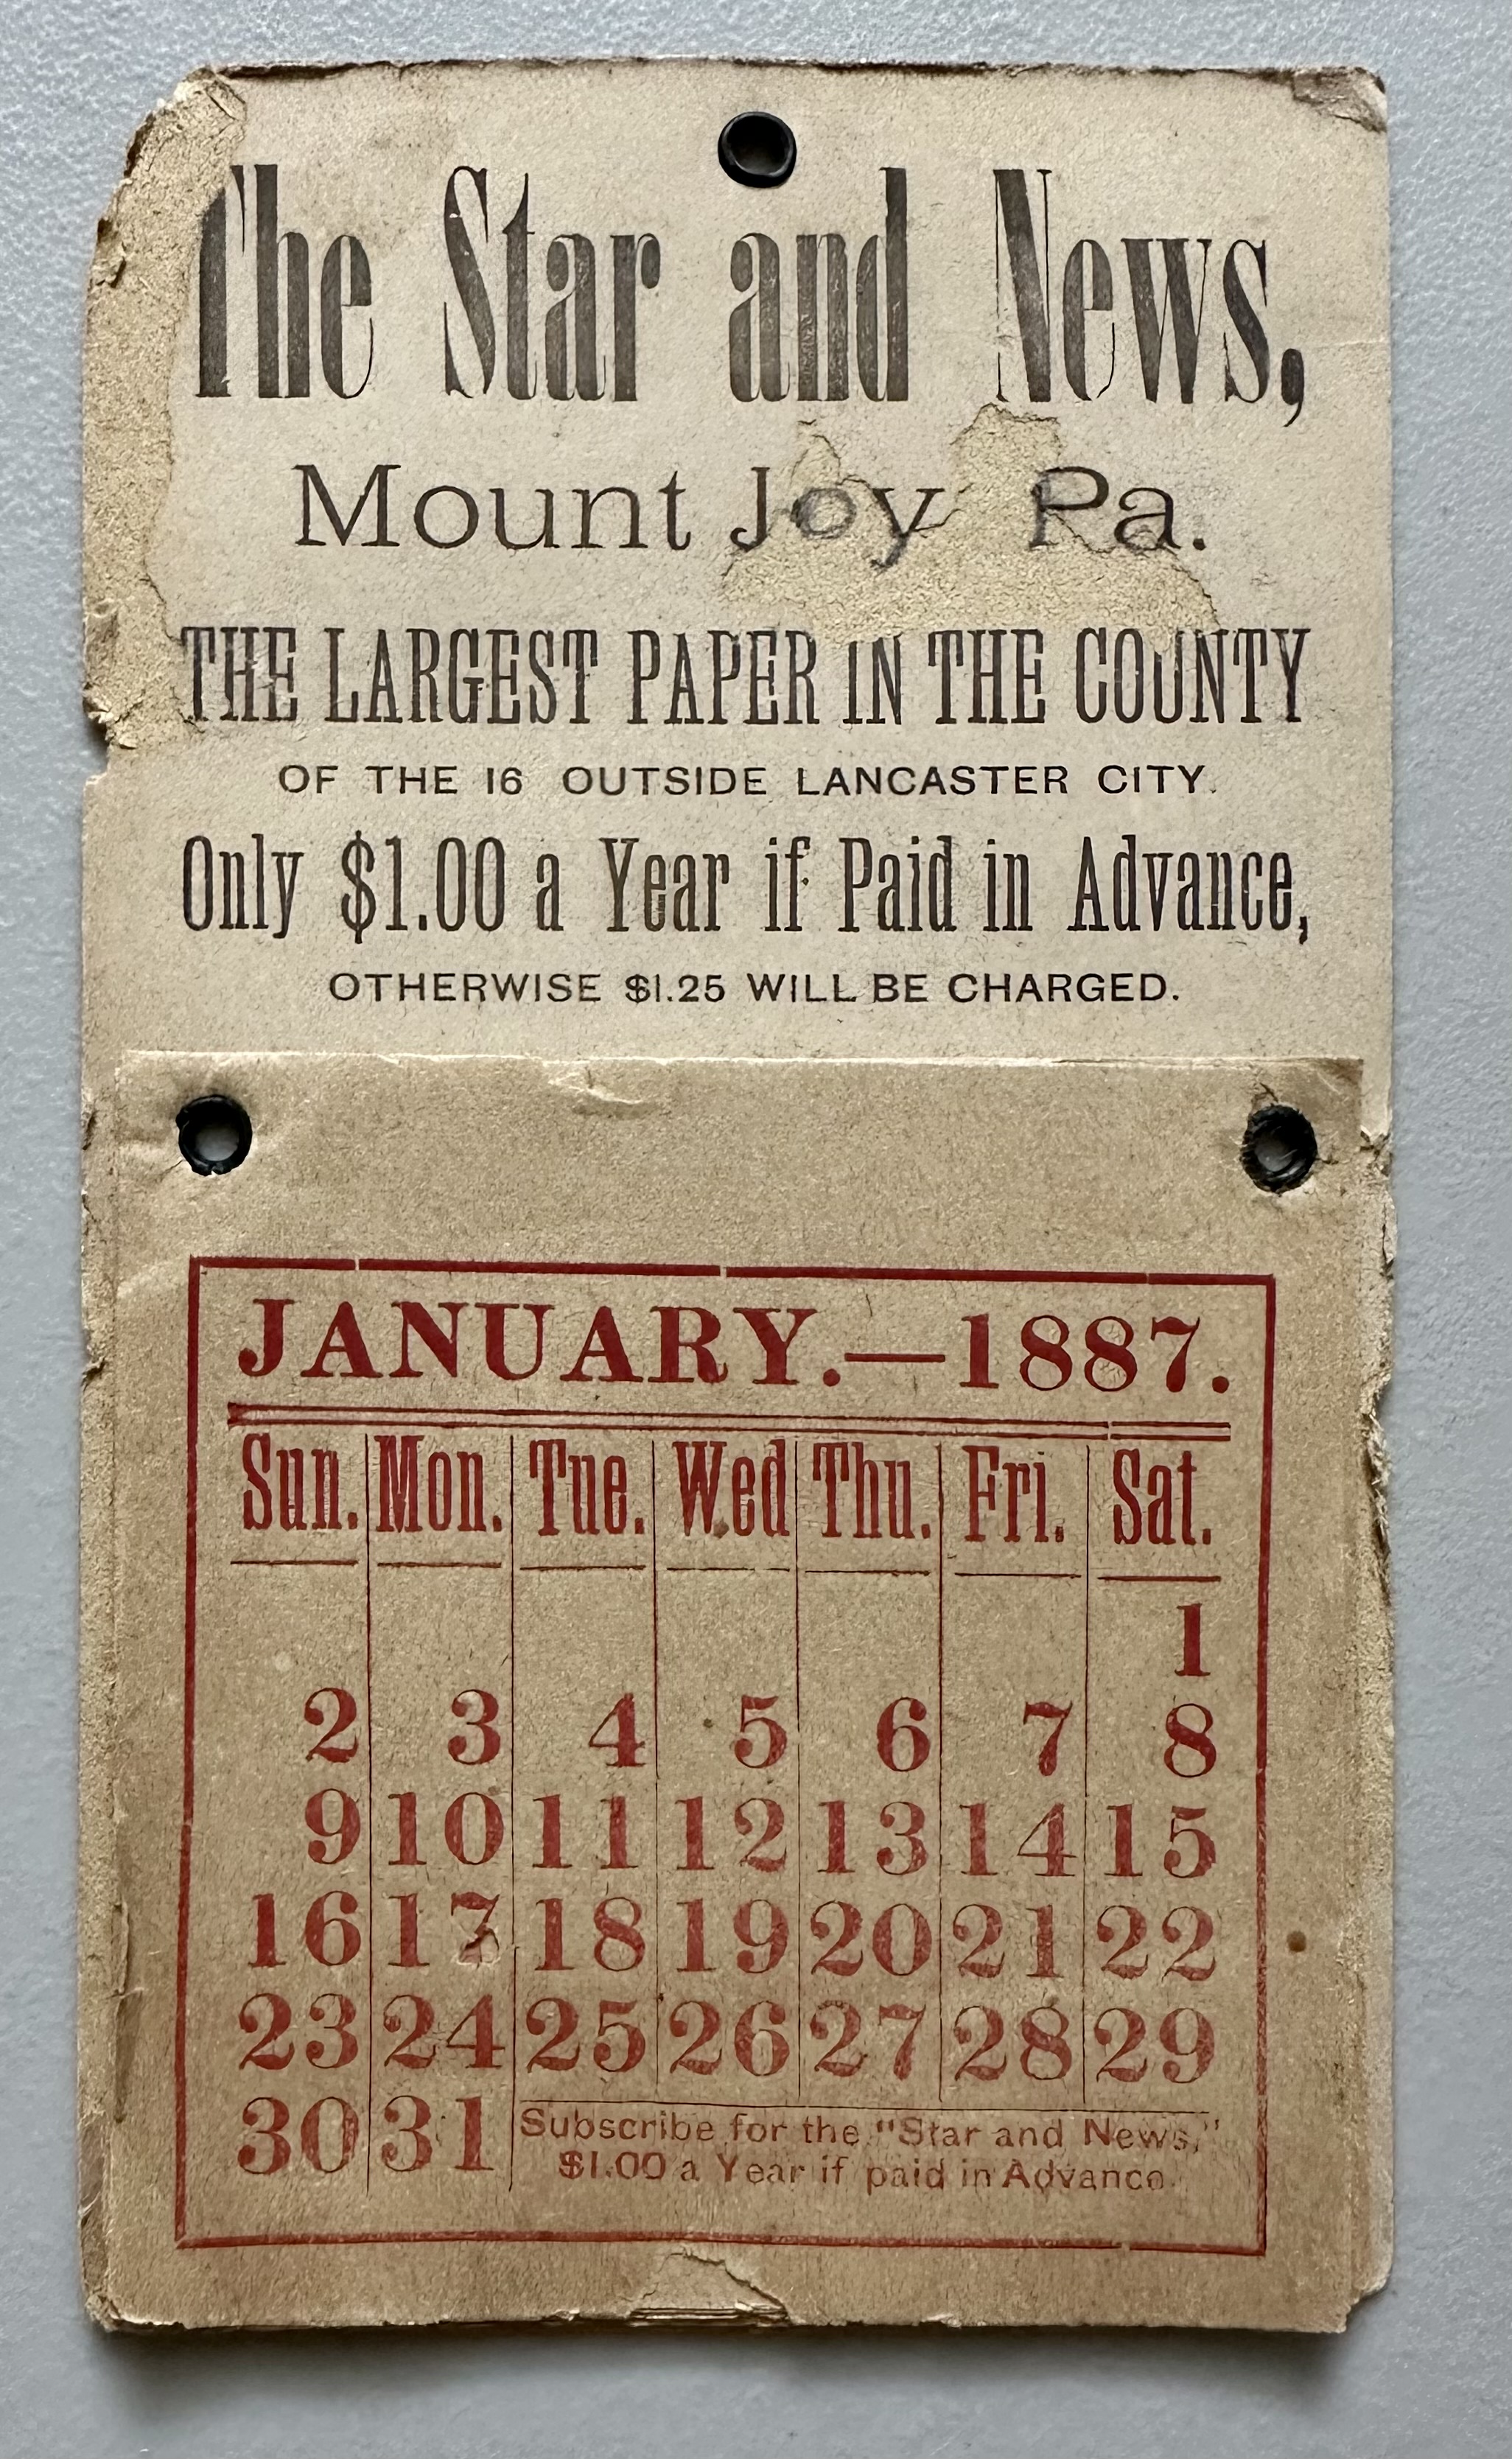 The Star and News,
Mount Joy Pa.
THE LARGEST PAPER IN THE COUNTY
OF THE 16 OUTSIDE LANCASTER CITY.
Only $1.00 a Year if Paid in Advance,
OTHERWISE $1.25 WILL BE CHARGED.
JANUARY.—1887.
Sun. Mon. Tue. Wed Thu. Fri. Sat.
1
2 3 4 5 6 7 8
9 10 11 12 13 14 15
16 17 18 19 20 21 22
23 24 25 26 27 28 29
30 31 Subscribe for the "Star and News,"
$1.00 a Year if paid in Advance.